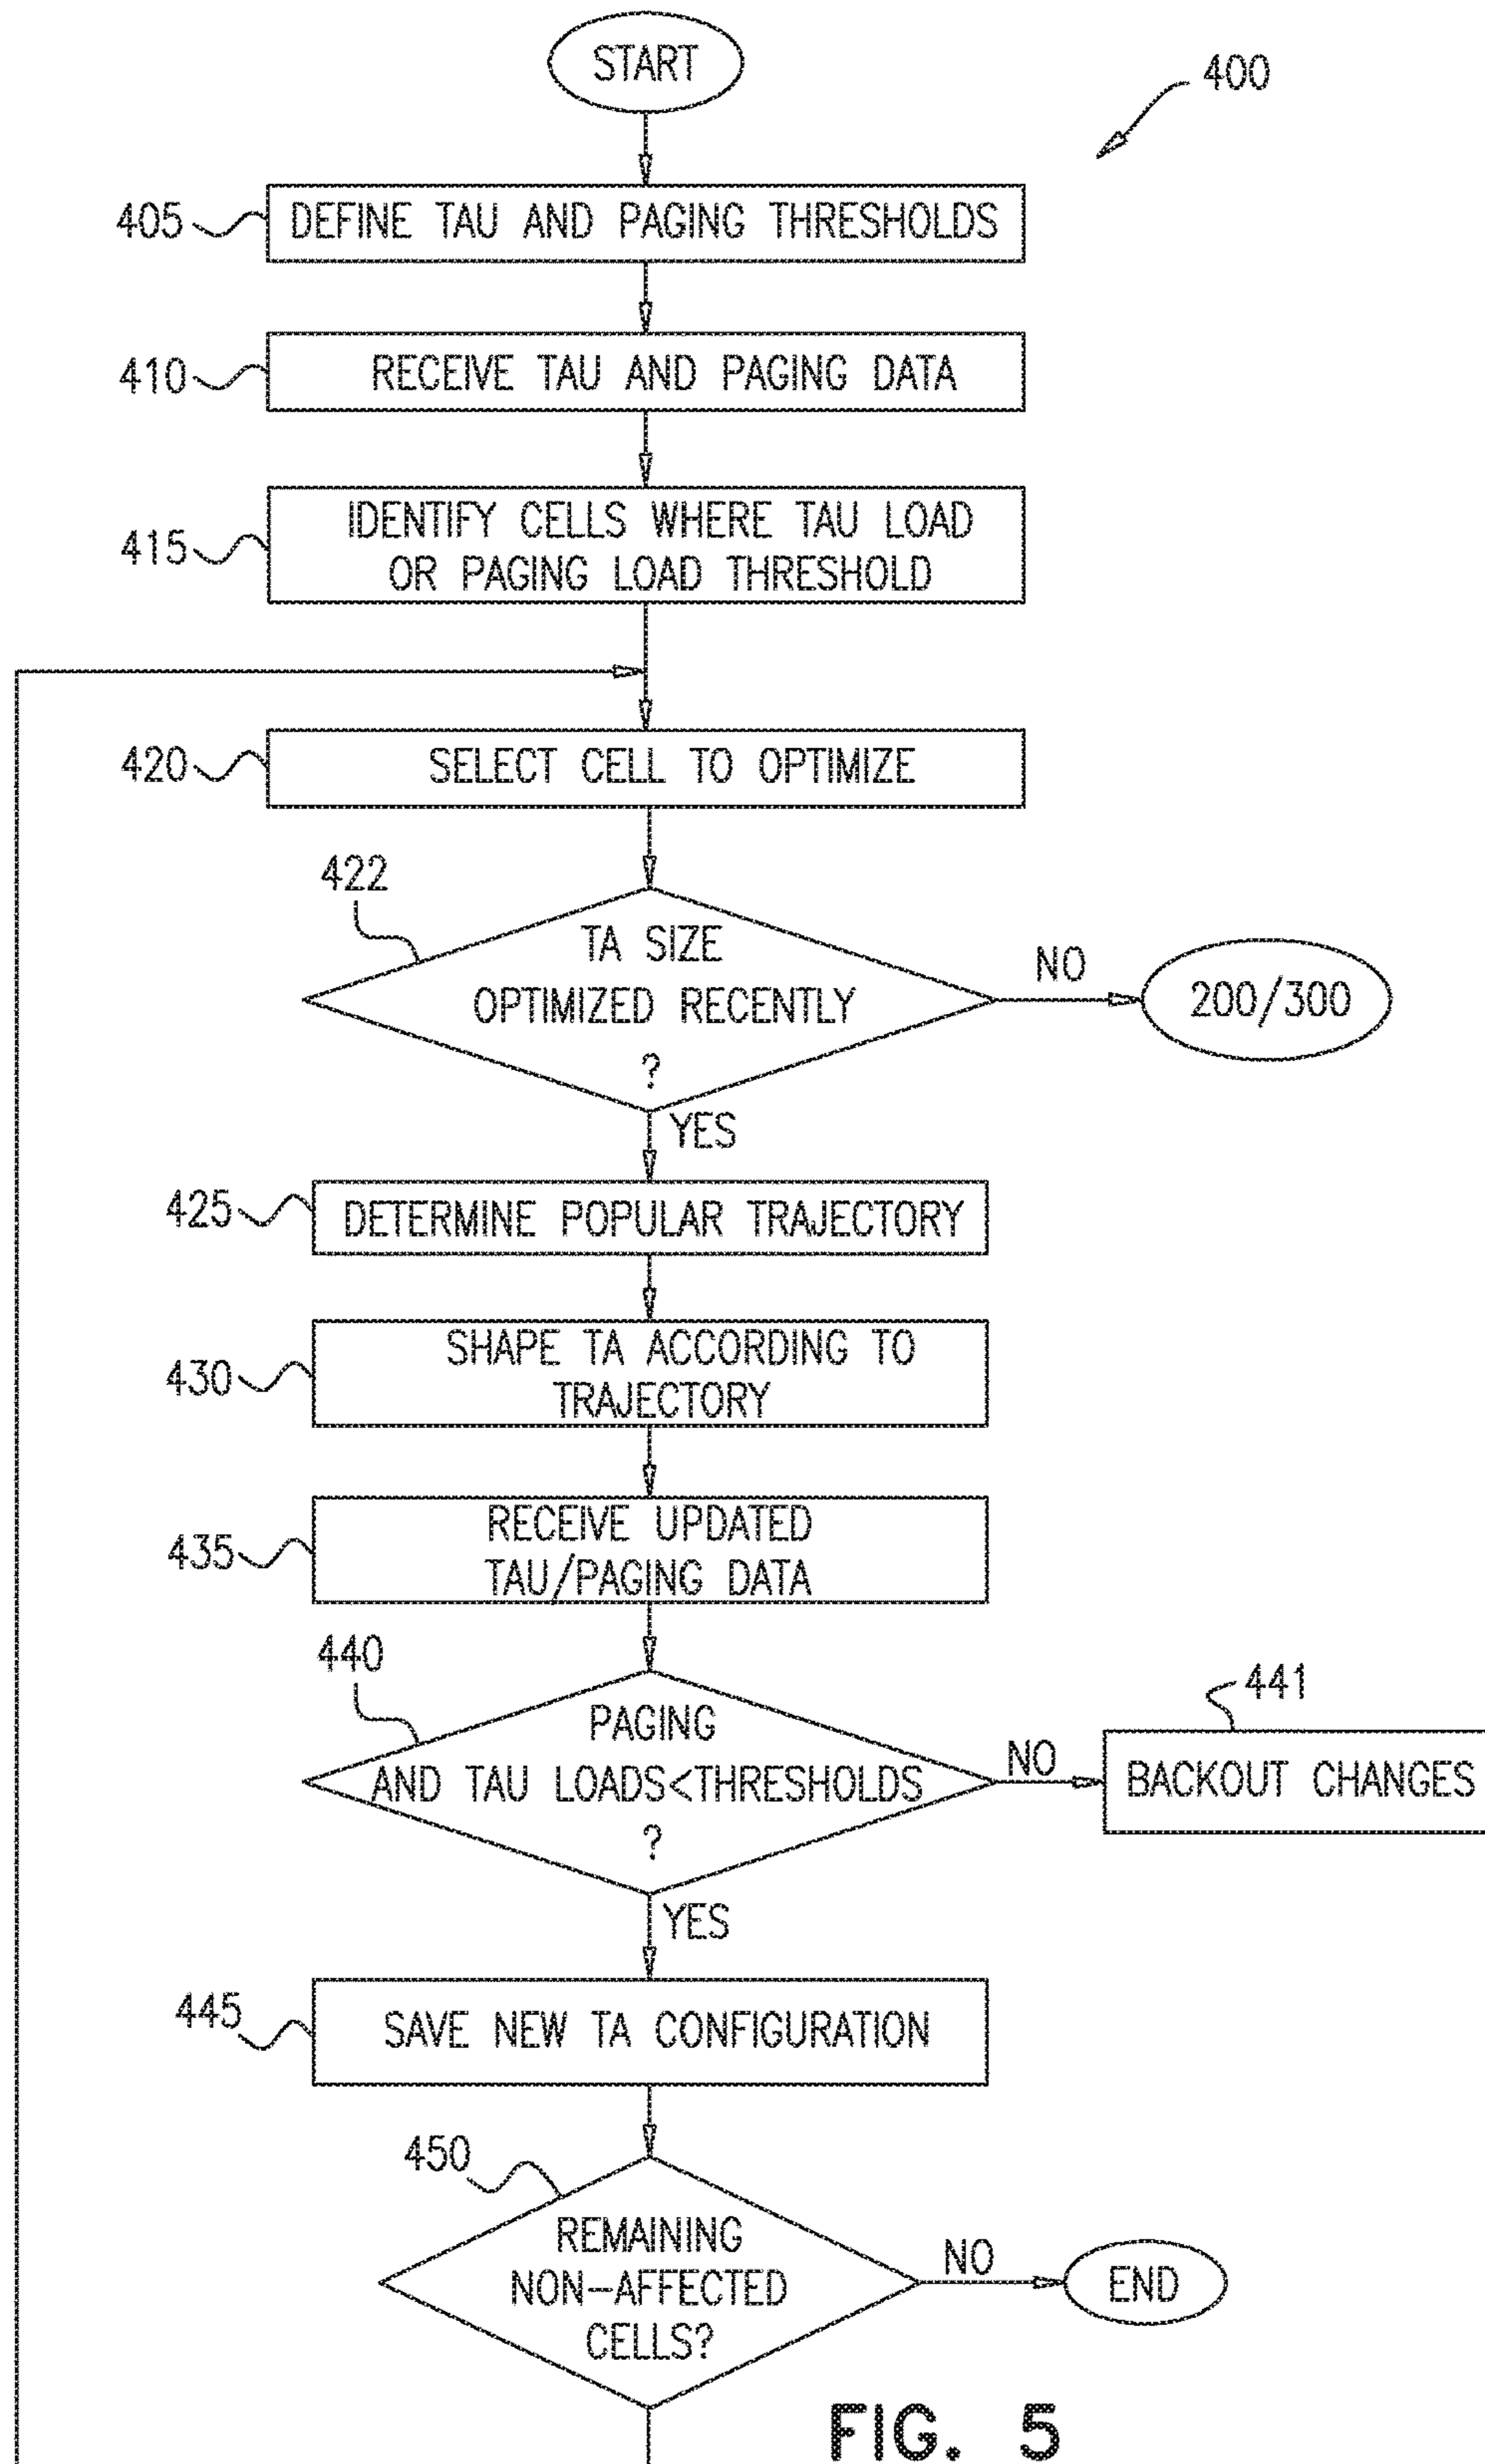 START
400
405
DEFINE TAU AND PAGING THRESHOLDS
410
RECEIVE TAU AND PAGING DATA
415
IDENTIFY CELLS WHERE TAU LOAD
OR PAGING LOAD THRESHOLD
420
SELECT CELL TO OPTIMIZE
422
TA SIZE
OPTIMIZED RECENTLY
?
NO
200/300
YES
425
DETERMINE POPULAR TRAJECTORY
430
SHAPE TA ACCORDING TO
TRAJECTORY
435
RECEIVE UPDATED
TAU/PAGING DATA
440
PAGING
AND TAU LOADS<THRESHOLDS
?
NO
441
BACKOUT CHANGES
YES
445
SAVE NEW TA CONFIGURATION
450
REMAINING
NON-AFFECTED
CELLS?
NO
END
FIG. 5